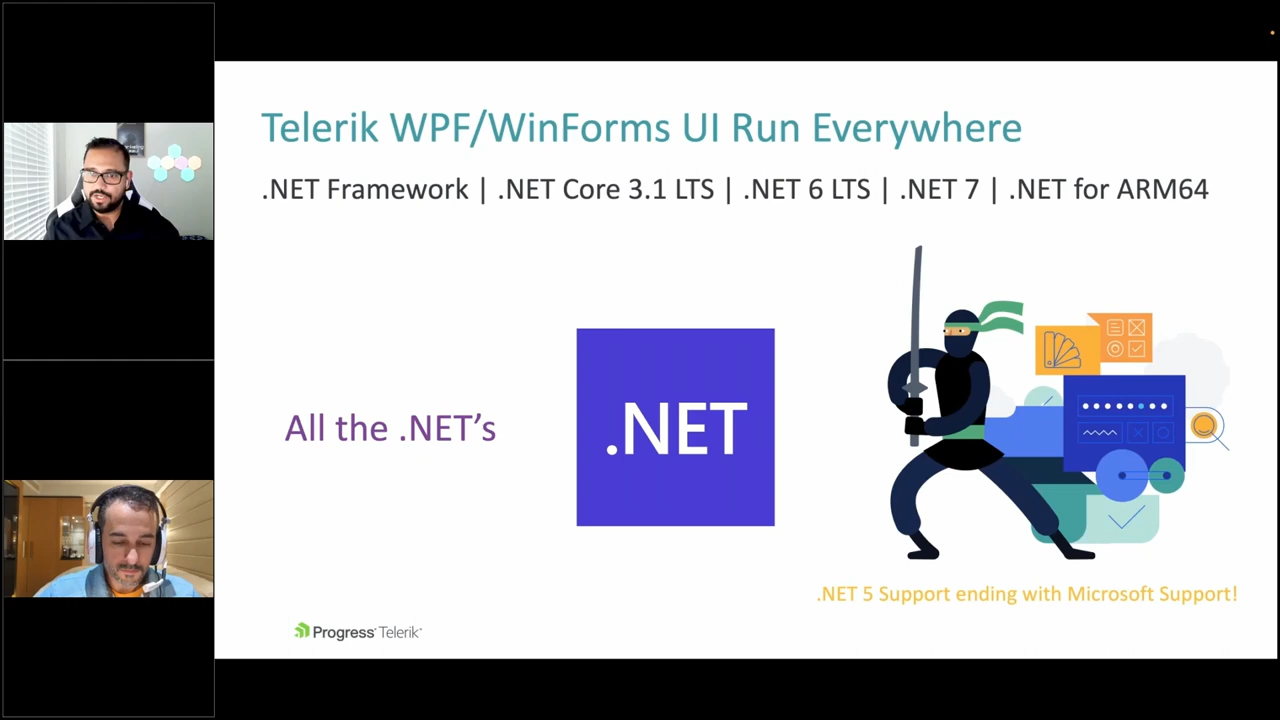 Telerik WPF/WinForms UI Run Everywhere
.NET Framework | .NET Core 3.1 LTS | .NET 6 LTS | .NET 7 | .NET for ARM64
All the .NET's
.NET
.NET 5 Support ending with Microsoft Support!
Progress Telerik